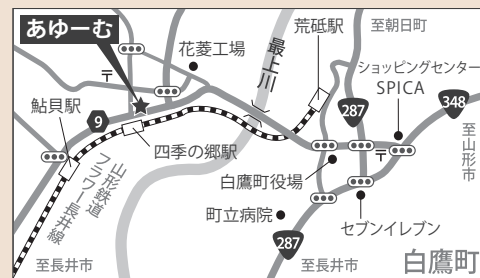 あゆーむ
荒砥駅
至朝日町
花菱工場
最上川
ショッピングセンター
SPICA
〒
鮎貝駅
9
287
348
四季の郷駅
〒
至山形市
山形鉄道
フラワー長井線
白鷹町役場
町立病院
セブンイレブン
287
至長井市
至長井市
白鷹町